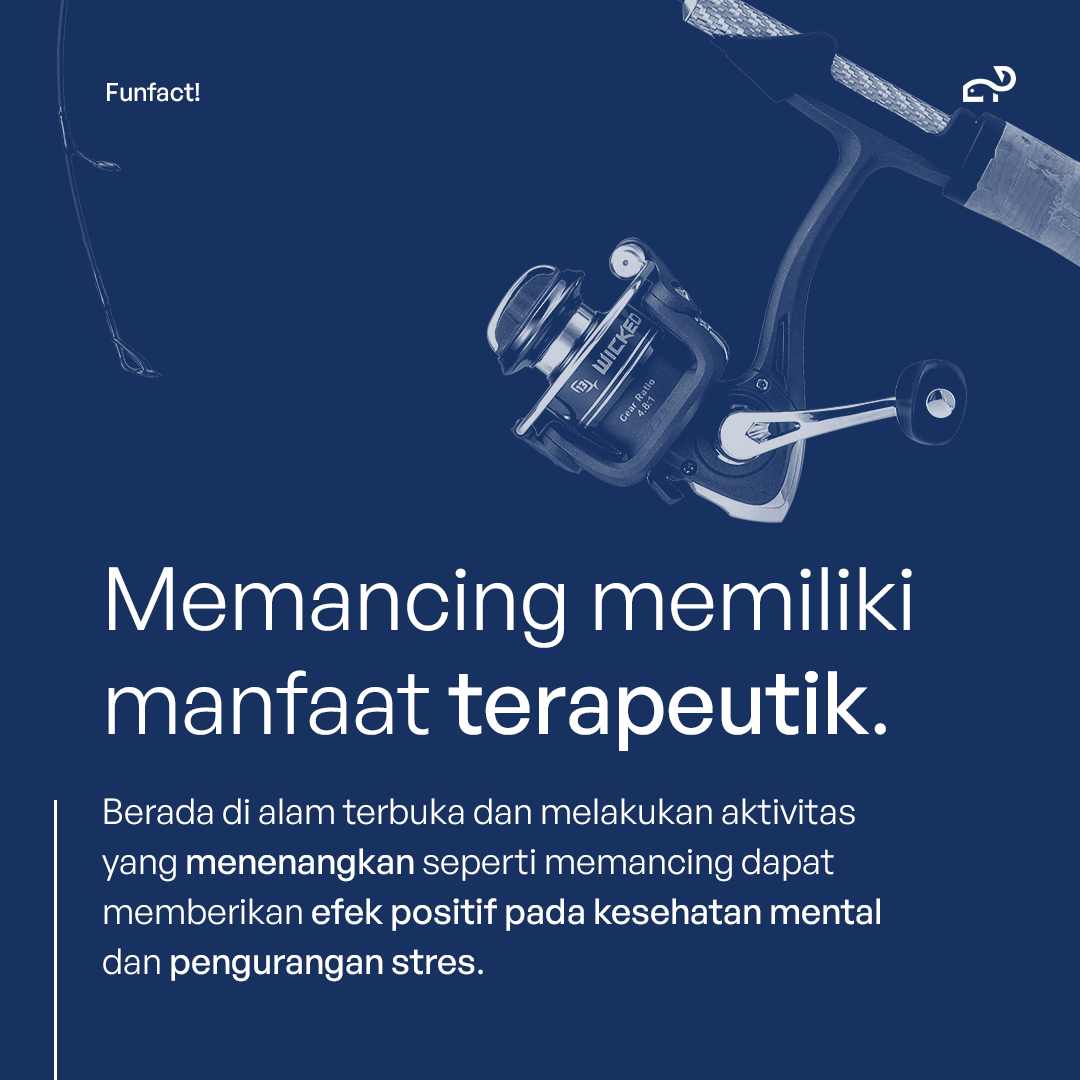 Funfact!
WICKED
13
Gear Ratio
4.8:1
Memancing memiliki
manfaat terapeutik.
Berada di alam terbuka dan melakukan aktivitas
yang menenangkan seperti memancing dapat
memberikan efek positif pada kesehatan mental
dan pengurangan stres.